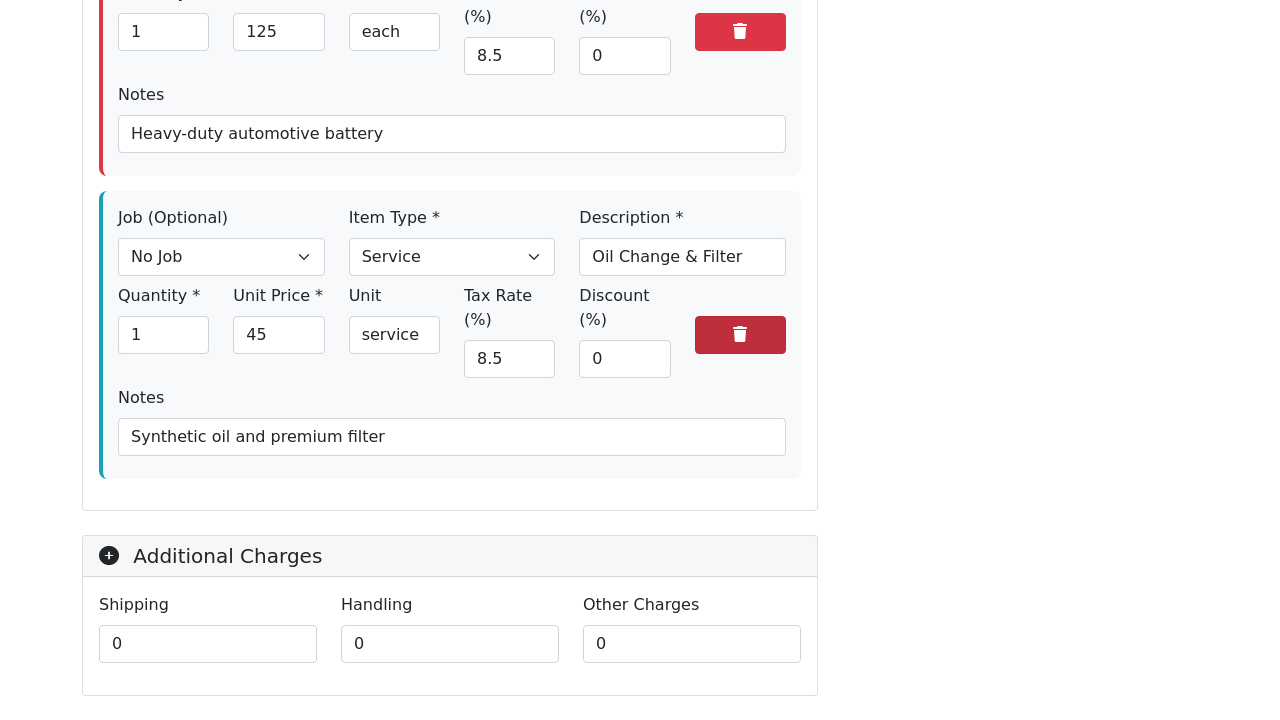 (%) (%)
1 125 each
8.5 0
Notes
Heavy-duty automotive battery
Job (Optional) Item Type * Description *
No Job Service Oil Change & Filter
Quantity * Unit Price * Unit Tax Rate (%) Discount (%)
1 45 service 8.5 0
Notes
Synthetic oil and premium filter
Additional Charges
Shipping Handling Other Charges
0 0 0